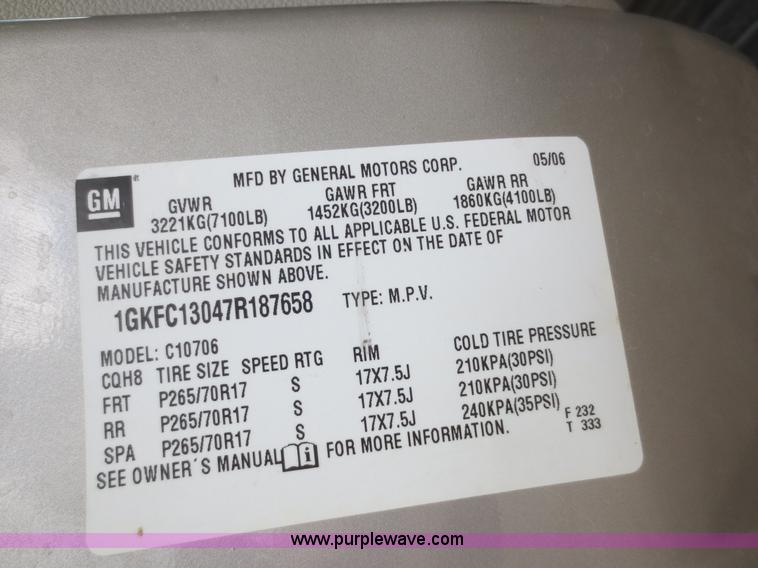 GM
MFD BY GENERAL MOTORS CORP. 05/06
GVWR GAWR FRT GAWR RR
3221KG(7100LB) 1452KG(3200LB) 1860KG(4100LB)
THIS VEHICLE CONFORMS TO ALL APPLICABLE U.S. FEDERAL MOTOR
VEHICLE SAFETY STANDARDS IN EFFECT ON THE DATE OF
MANUFACTURE SHOWN ABOVE.
1GKFC13047R187658 TYPE: M.P.V.
MODEL: C10706
CQH8 TIRE SIZE SPEED RTG RIM COLD TIRE PRESSURE
FRT P265/70R17 S 17X7.5J 210KPA(30PSI)
RR P265/70R17 S 17X7.5J 210KPA(30PSI)
SPA P265/70R17 S 17X7.5J 240KPA(35PSI) F 232
T 333
SEE OWNER´S MANUAL i FOR MORE INFORMATION.
www.purplewave.com